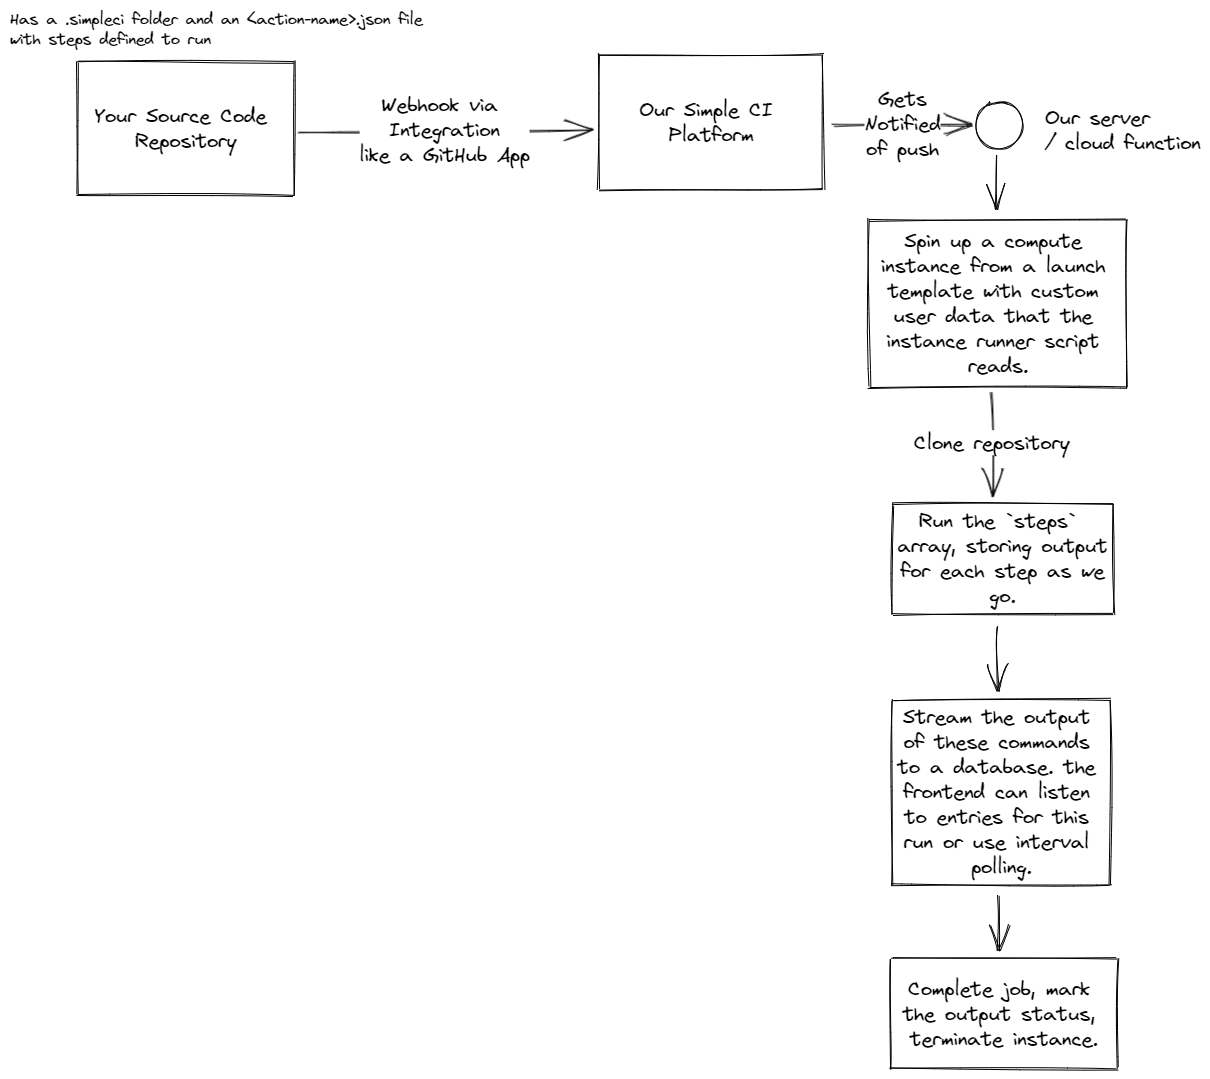 Has a .simpleci folder and an <action-name>.json file
with steps defined to run
Your Source Code
Repository
Webhook via
Integration
like a GitHub App
Our Simple CI
Platform
Gets
Notified
of push
Our server
/ cloud function
Spin up a compute
instance from a launch
template with custom
user data that the
instance runner script
reads.
Clone repository
Run the `steps`
array, storing output
for each step as we
go.
Stream the output
of these commands
to a database. the
frontend can listen
to entries for this
run or use interval
polling.
Complete job, mark
the output status,
terminate instance.